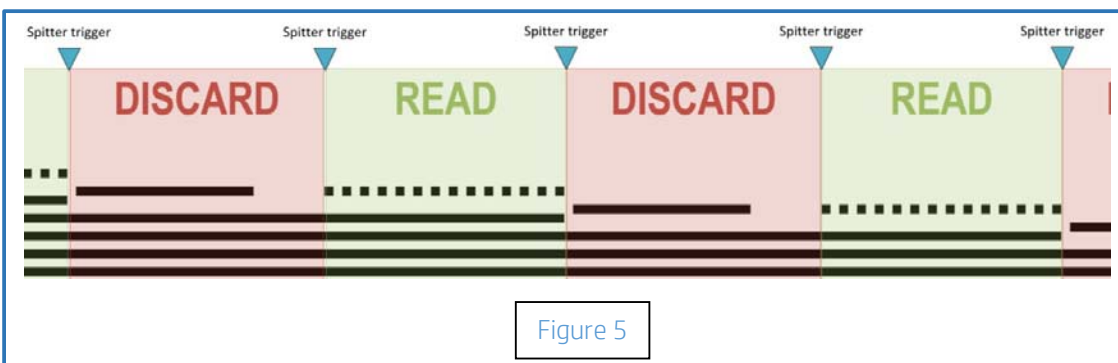 Spitter trigger Spitter trigger Spitter trigger Spitter trigger Spitter trigger
DISCARD READ DISCARD READ
Figure 5